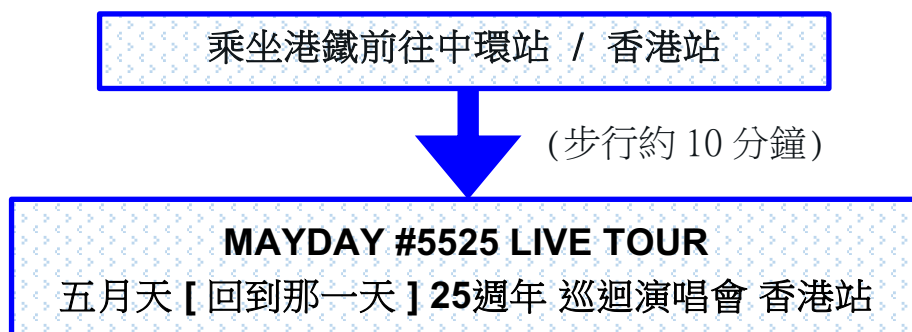 乘坐港鐵前往中環站 / 香港站
(步行約 10 分鐘)
MAYDAY #5525 LIVE TOUR
五月天 [ 回到那一天 ] 25週年 巡迴演唱會 香港站